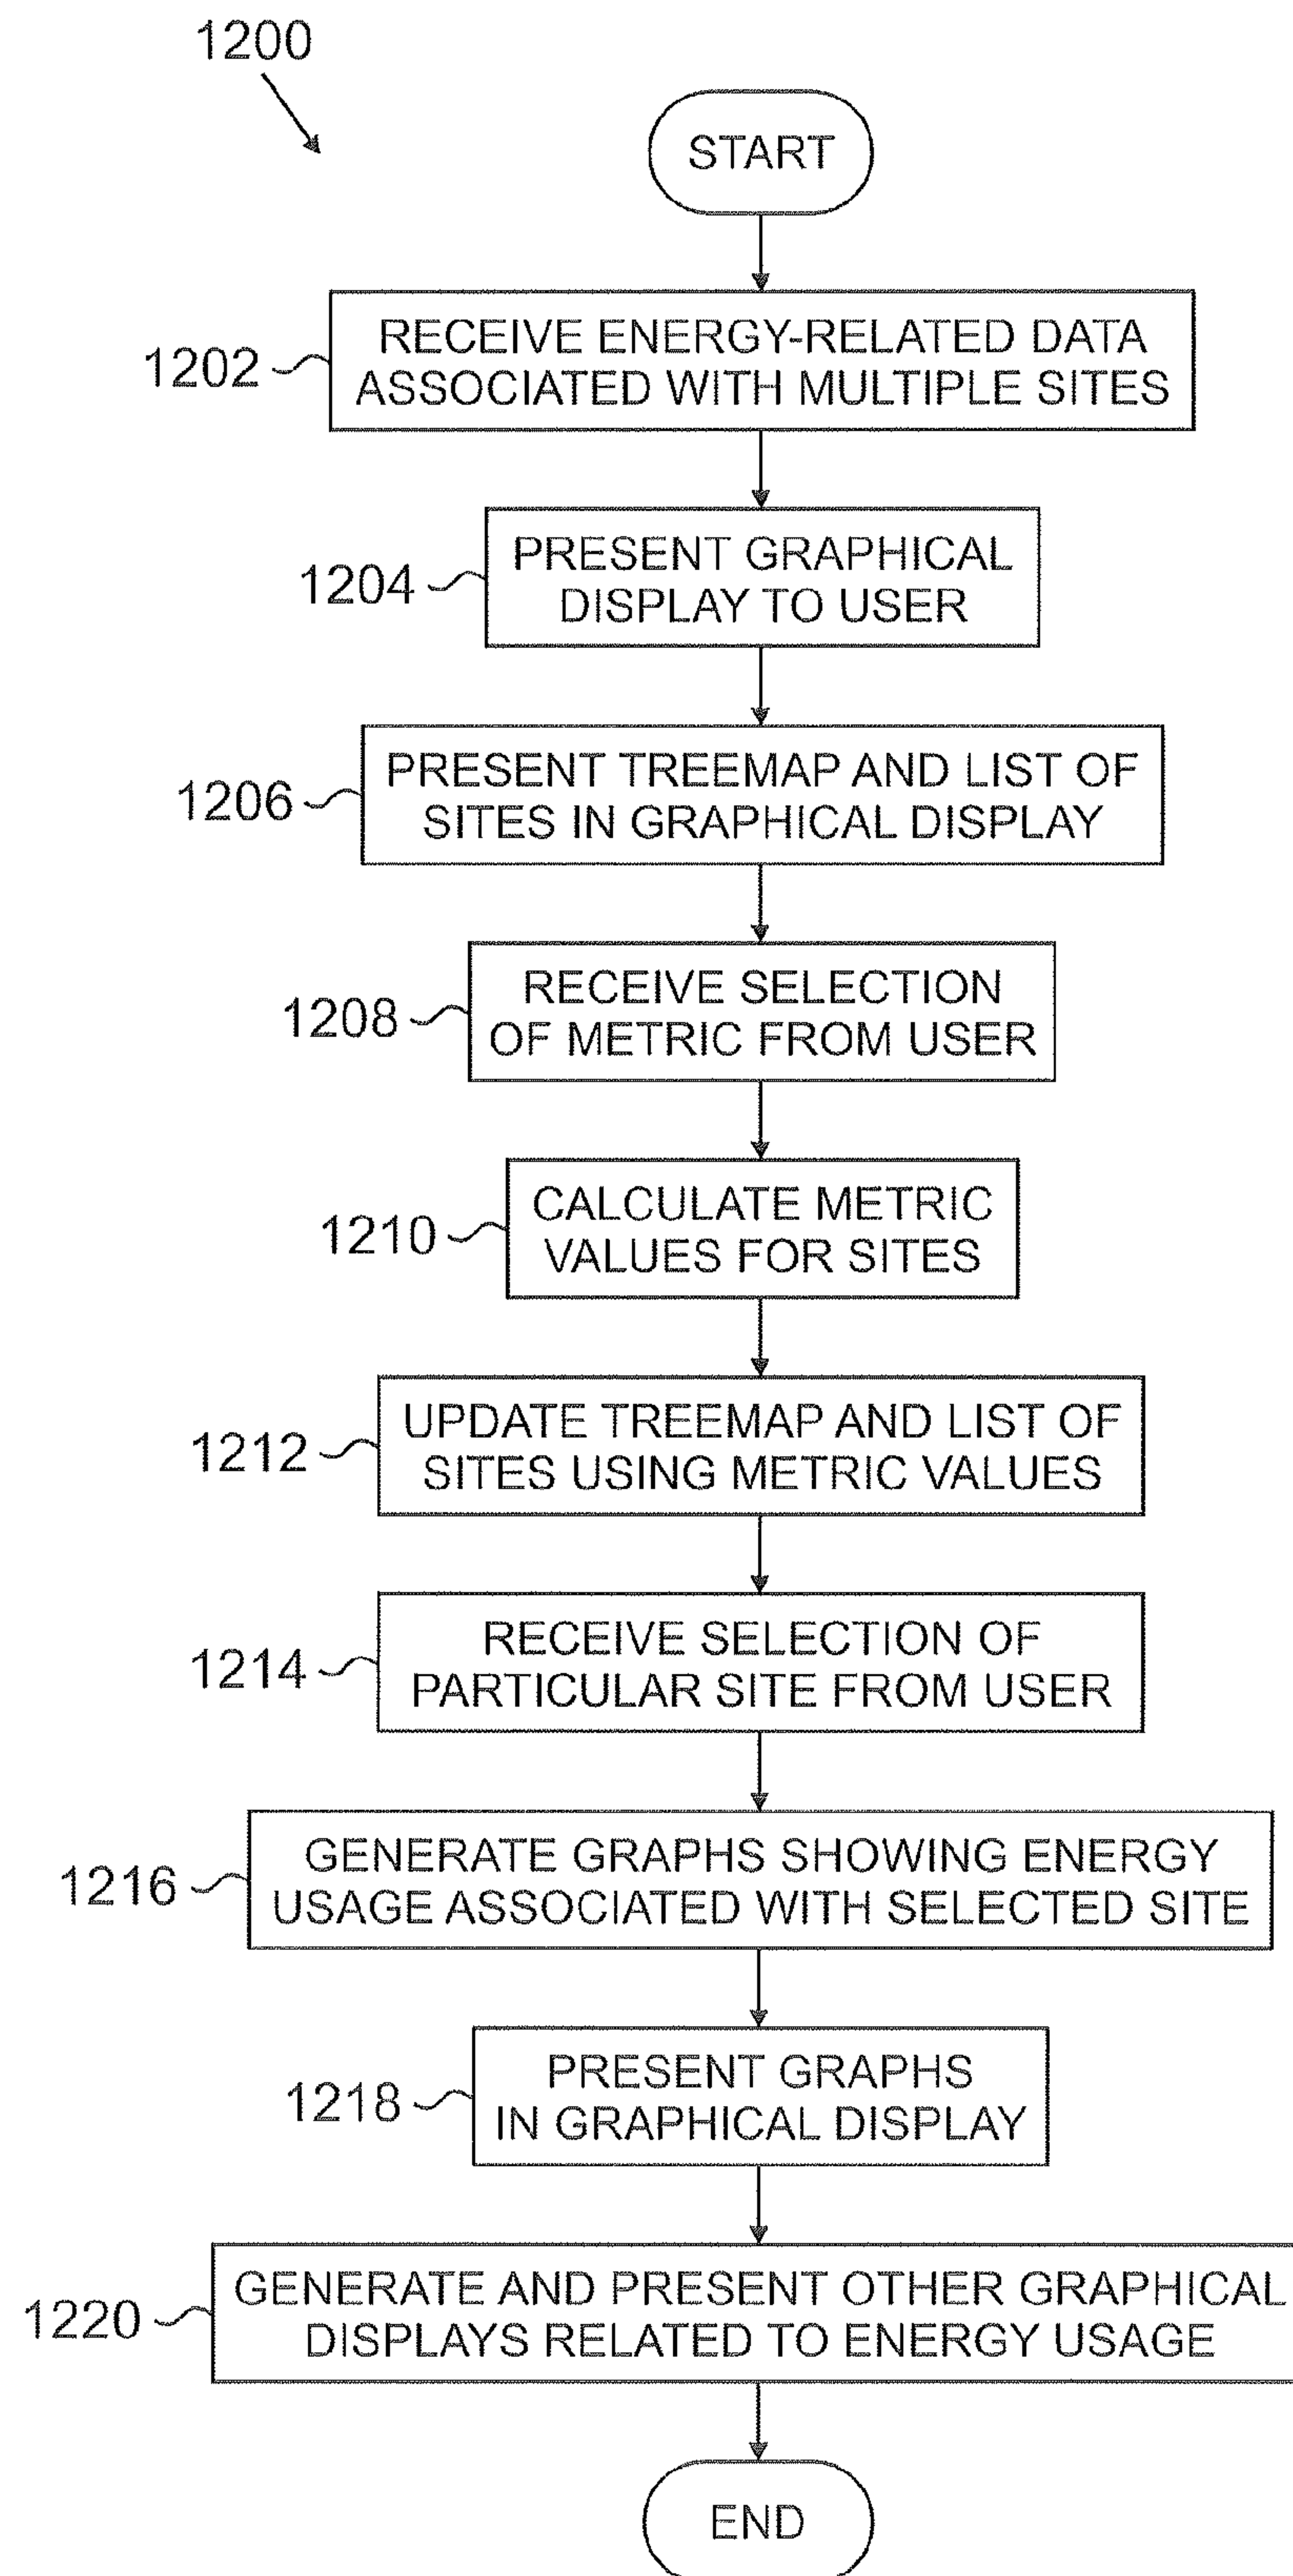 1200
START
1202
RECEIVE ENERGY-RELATED DATA
ASSOCIATED WITH MULTIPLE SITES
1204
PRESENT GRAPHICAL
DISPLAY TO USER
1206
PRESENT TREEMAP AND LIST OF
SITES IN GRAPHICAL DISPLAY
1208
RECEIVE SELECTION
OF METRIC FROM USER
1210
CALCULATE METRIC
VALUES FOR SITES
1212
UPDATE TREEMAP AND LIST OF
SITES USING METRIC VALUES
1214
RECEIVE SELECTION OF
PARTICULAR SITE FROM USER
1216
GENERATE GRAPHS SHOWING ENERGY
USAGE ASSOCIATED WITH SELECTED SITE
1218
PRESENT GRAPHS
IN GRAPHICAL DISPLAY
1220
GENERATE AND PRESENT OTHER GRAPHICAL
DISPLAYS RELATED TO ENERGY USAGE
END